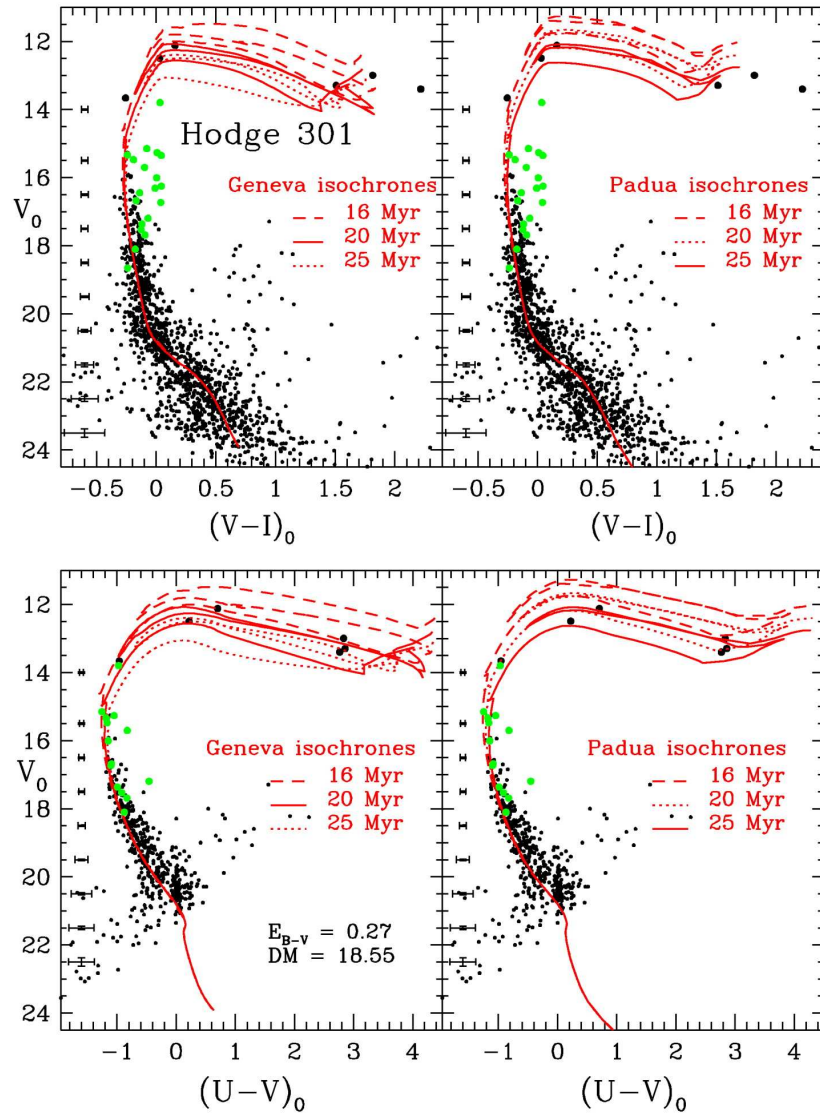 12
14
16
18
20
22
24
V₀
Hodge 301
Geneva isochrones
16 Myr
20 Myr
25 Myr
Padua isochrones
16 Myr
20 Myr
25 Myr
−0.5 0 0.5 1 1.5 2
−0.5 0 0.5 1 1.5 2
(V−I)₀
(V−I)₀
12
14
16
18
20
22
24
V₀
Geneva isochrones
16 Myr
20 Myr
25 Myr
E_B−V = 0.27
DM = 18.55
V₀
Padua isochrones
16 Myr
20 Myr
25 Myr
−1 0 1 2 3 4
−1 0 1 2 3 4
(U−V)₀
(U−V)₀